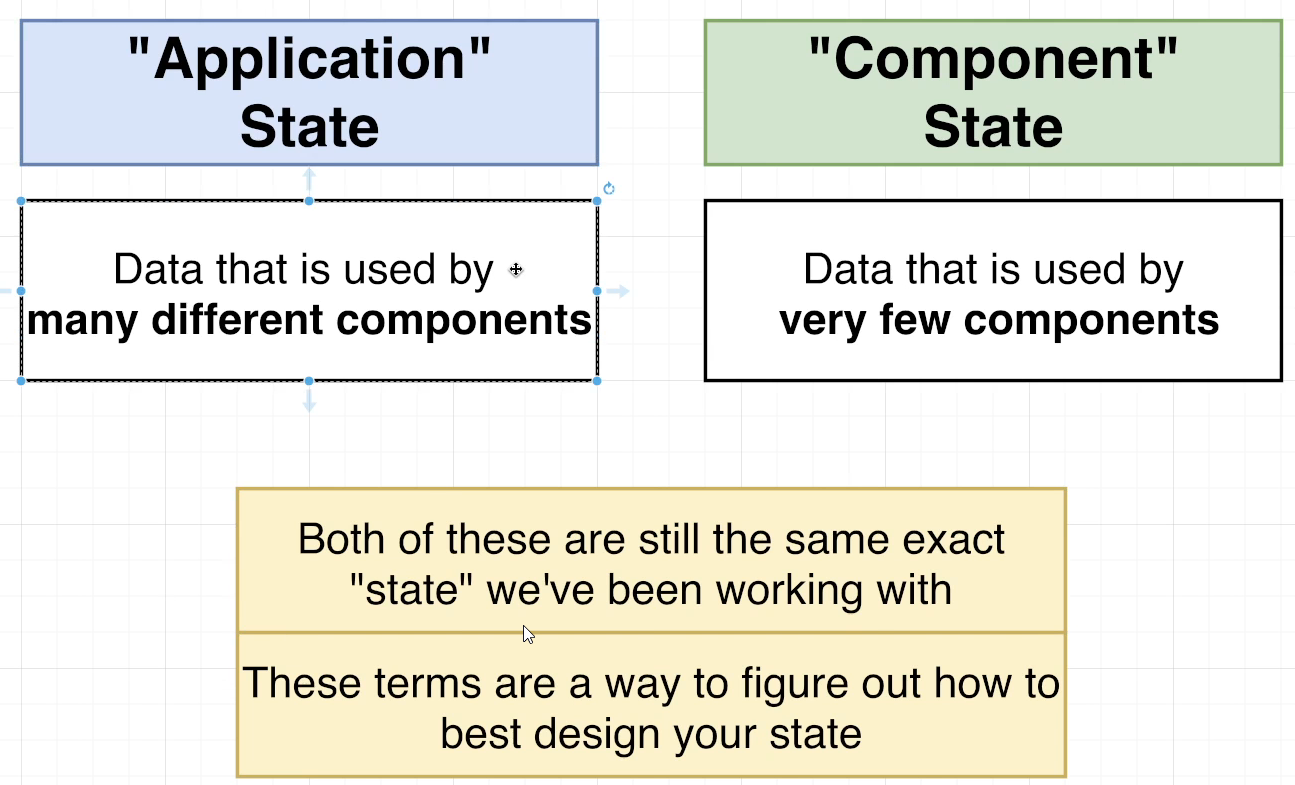 "Application"
State
"Component"
State
Data that is used by
many different components
Data that is used by
very few components
Both of these are still the same exact
"state" we've been working with
These terms are a way to figure out how to
best design your state